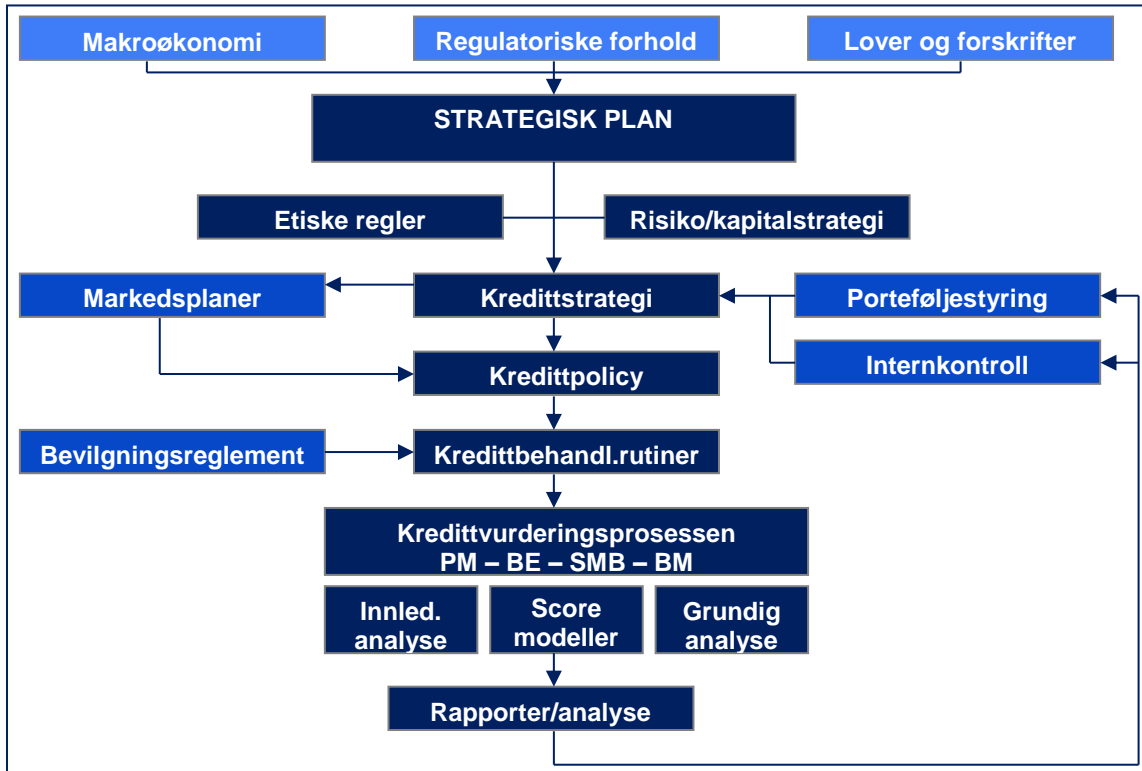 Makroøkonomi
Regulatoriske forhold
Lover og forskrifter
STRATEGISK PLAN
Etiske regler
Risiko/kapitalstrategi
Markedsplaner
Kredittstrategi
Porteføljestyring
Internkontroll
Kredittpolicy
Bevilgningsreglement
Kredittbehandl.rutiner
Kredittvurderingsprosessen
PM – BE – SMB – BM
Innled.
analyse
Score
modeller
Grundig
analyse
Rapporter/analyse